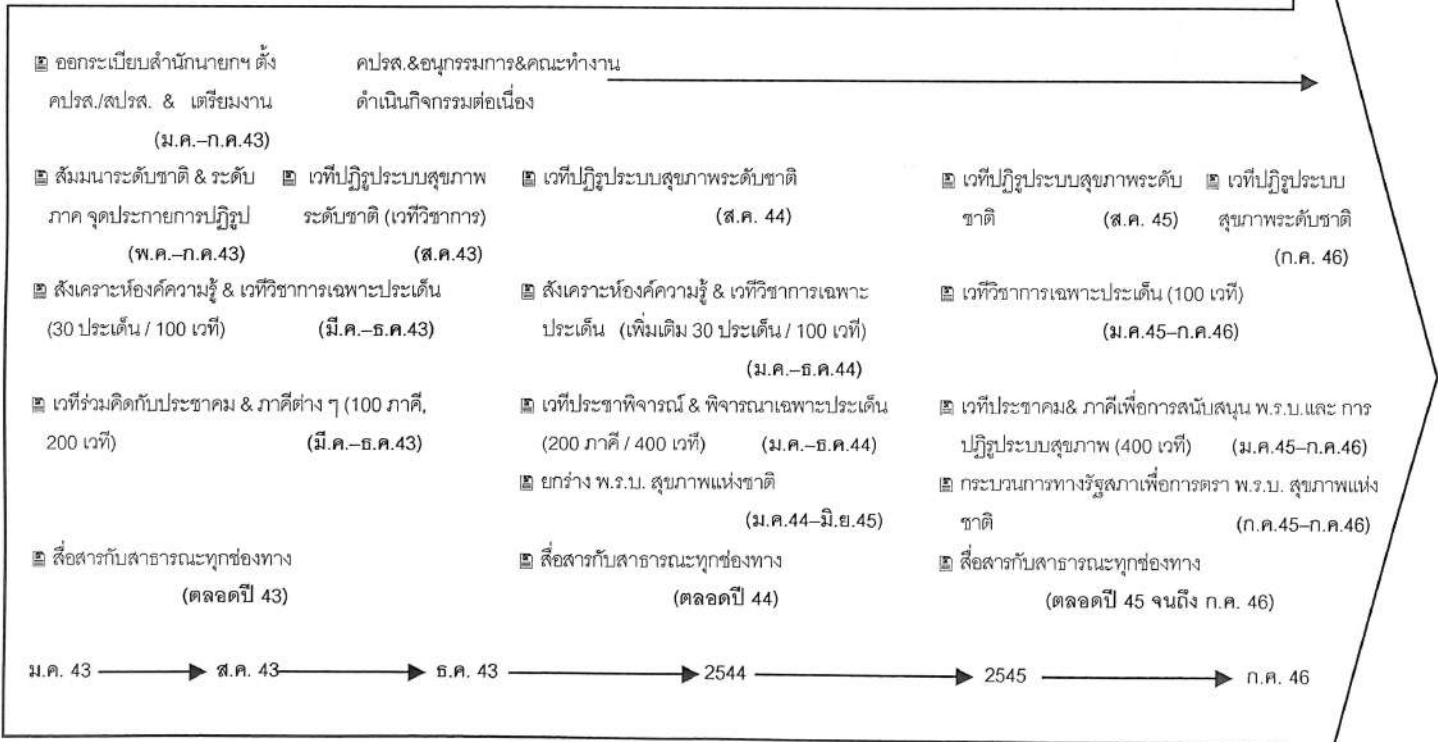 ออกระเบียบสำนักนายกฯ ตั้ง
คปรส./สปรส. & เตรียมงาน
(ม.ค.–ก.ค.43)
คปรส.&อนุกรรมการ&คณะทำงาน
ดำเนินกิจกรรมต่อเนื่อง
สัมมนาระดับชาติ & ระดับ
ภาค จุดประกายการปฏิรูป
(พ.ค.–ก.ค.43)
เวทีปฏิรูประบบสุขภาพ
ระดับชาติ (เวทีวิชาการ)
(ส.ค.43)
เวทีปฏิรูประบบสุขภาพระดับชาติ
(ส.ค. 44)
เวทีปฏิรูประบบสุขภาพระดับ
ชาติ (ส.ค. 45)
เวทีปฏิรูประบบ
สุขภาพระดับชาติ
(ก.ค. 46)
สังเคราะห์องค์ความรู้ & เวทีวิชาการเฉพาะประเด็น
(30 ประเด็น / 100 เวที) (มี.ค.–ธ.ค.43)
สังเคราะห์องค์ความรู้ & เวทีวิชาการเฉพาะ
ประเด็น (เพิ่มเติม 30 ประเด็น / 100 เวที)
(ม.ค.–ธ.ค.44)
เวทีวิชาการเฉพาะประเด็น (100 เวที)
(ม.ค.45–ก.ค.46)
เวทีร่วมคิดกับประชาคม & ภาคีต่าง ๆ (100 ภาคี,
200 เวที) (มี.ค.–ธ.ค.43)
เวทีประชาพิจารณ์ & พิจารณาเฉพาะประเด็น
(200 ภาคี / 400 เวที) (ม.ค.–ธ.ค.44)
เวทีประชาคม& ภาคีเพื่อการสนับสนุน พ.ร.บ.และ การ
ปฏิรูประบบสุขภาพ (400 เวที) (ม.ค.45–ก.ค.46)
ยกร่าง พ.ร.บ. สุขภาพแห่งชาติ
(ม.ค.44–มิ.ย.45)
กระบวนการทางรัฐสภาเพื่อการตรา พ.ร.บ. สุขภาพแห่ง
ชาติ (ก.ค.45–ก.ค.46)
สื่อสารกับสาธารณะทุกช่องทาง
(ตลอดปี 43)
สื่อสารกับสาธารณะทุกช่องทาง
(ตลอดปี 44)
สื่อสารกับสาธารณะทุกช่องทาง
(ตลอดปี 45 จนถึง ก.ค. 46)
ม.ค. 43 ส.ค. 43 ธ.ค. 43 2544 2545 ก.ค. 46